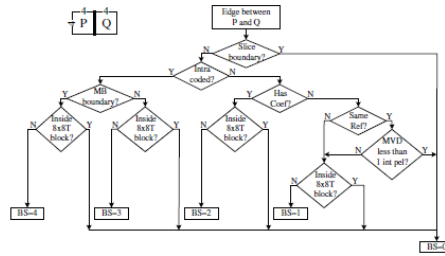 4 4
P Q
Edge between
P and Q
Slice
boundary?
N Y
Intra
coded?
Y N
MB
boundary?
Y N
Has
Coef?
Y N
Same
Ref?
N Y
MVD
less than
1 int pel?
N Y
Inside
8x8T
block?
N Y
Inside
8x8T
block?
N Y
Inside
8x8T
block?
N Y
Inside
8x8T
block?
N Y
BS=4
BS=3
BS=2
BS=1
BS=0